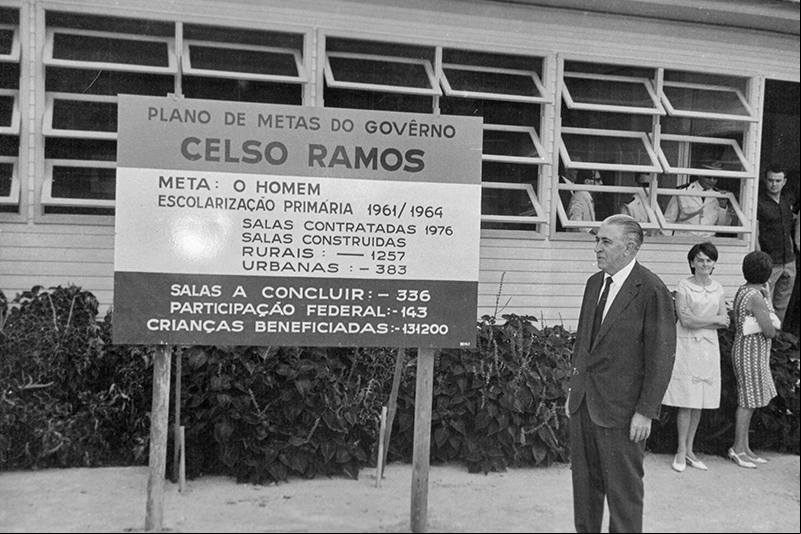 PLANO DE METAS DO GOVÊRNO
CELSO RAMOS
META: O HOMEM
ESCOLARIZAÇÃO PRIMÁRIA 1961/1964
SALAS CONTRATADAS 1976
SALAS CONSTRUIDAS
RURAIS : — 1257
URBANAS : - 383
SALAS A CONCLUIR:- 336
PARTICIPAÇÃO FEDERAL:-143
CRIANÇAS BENEFICIADAS:-131200